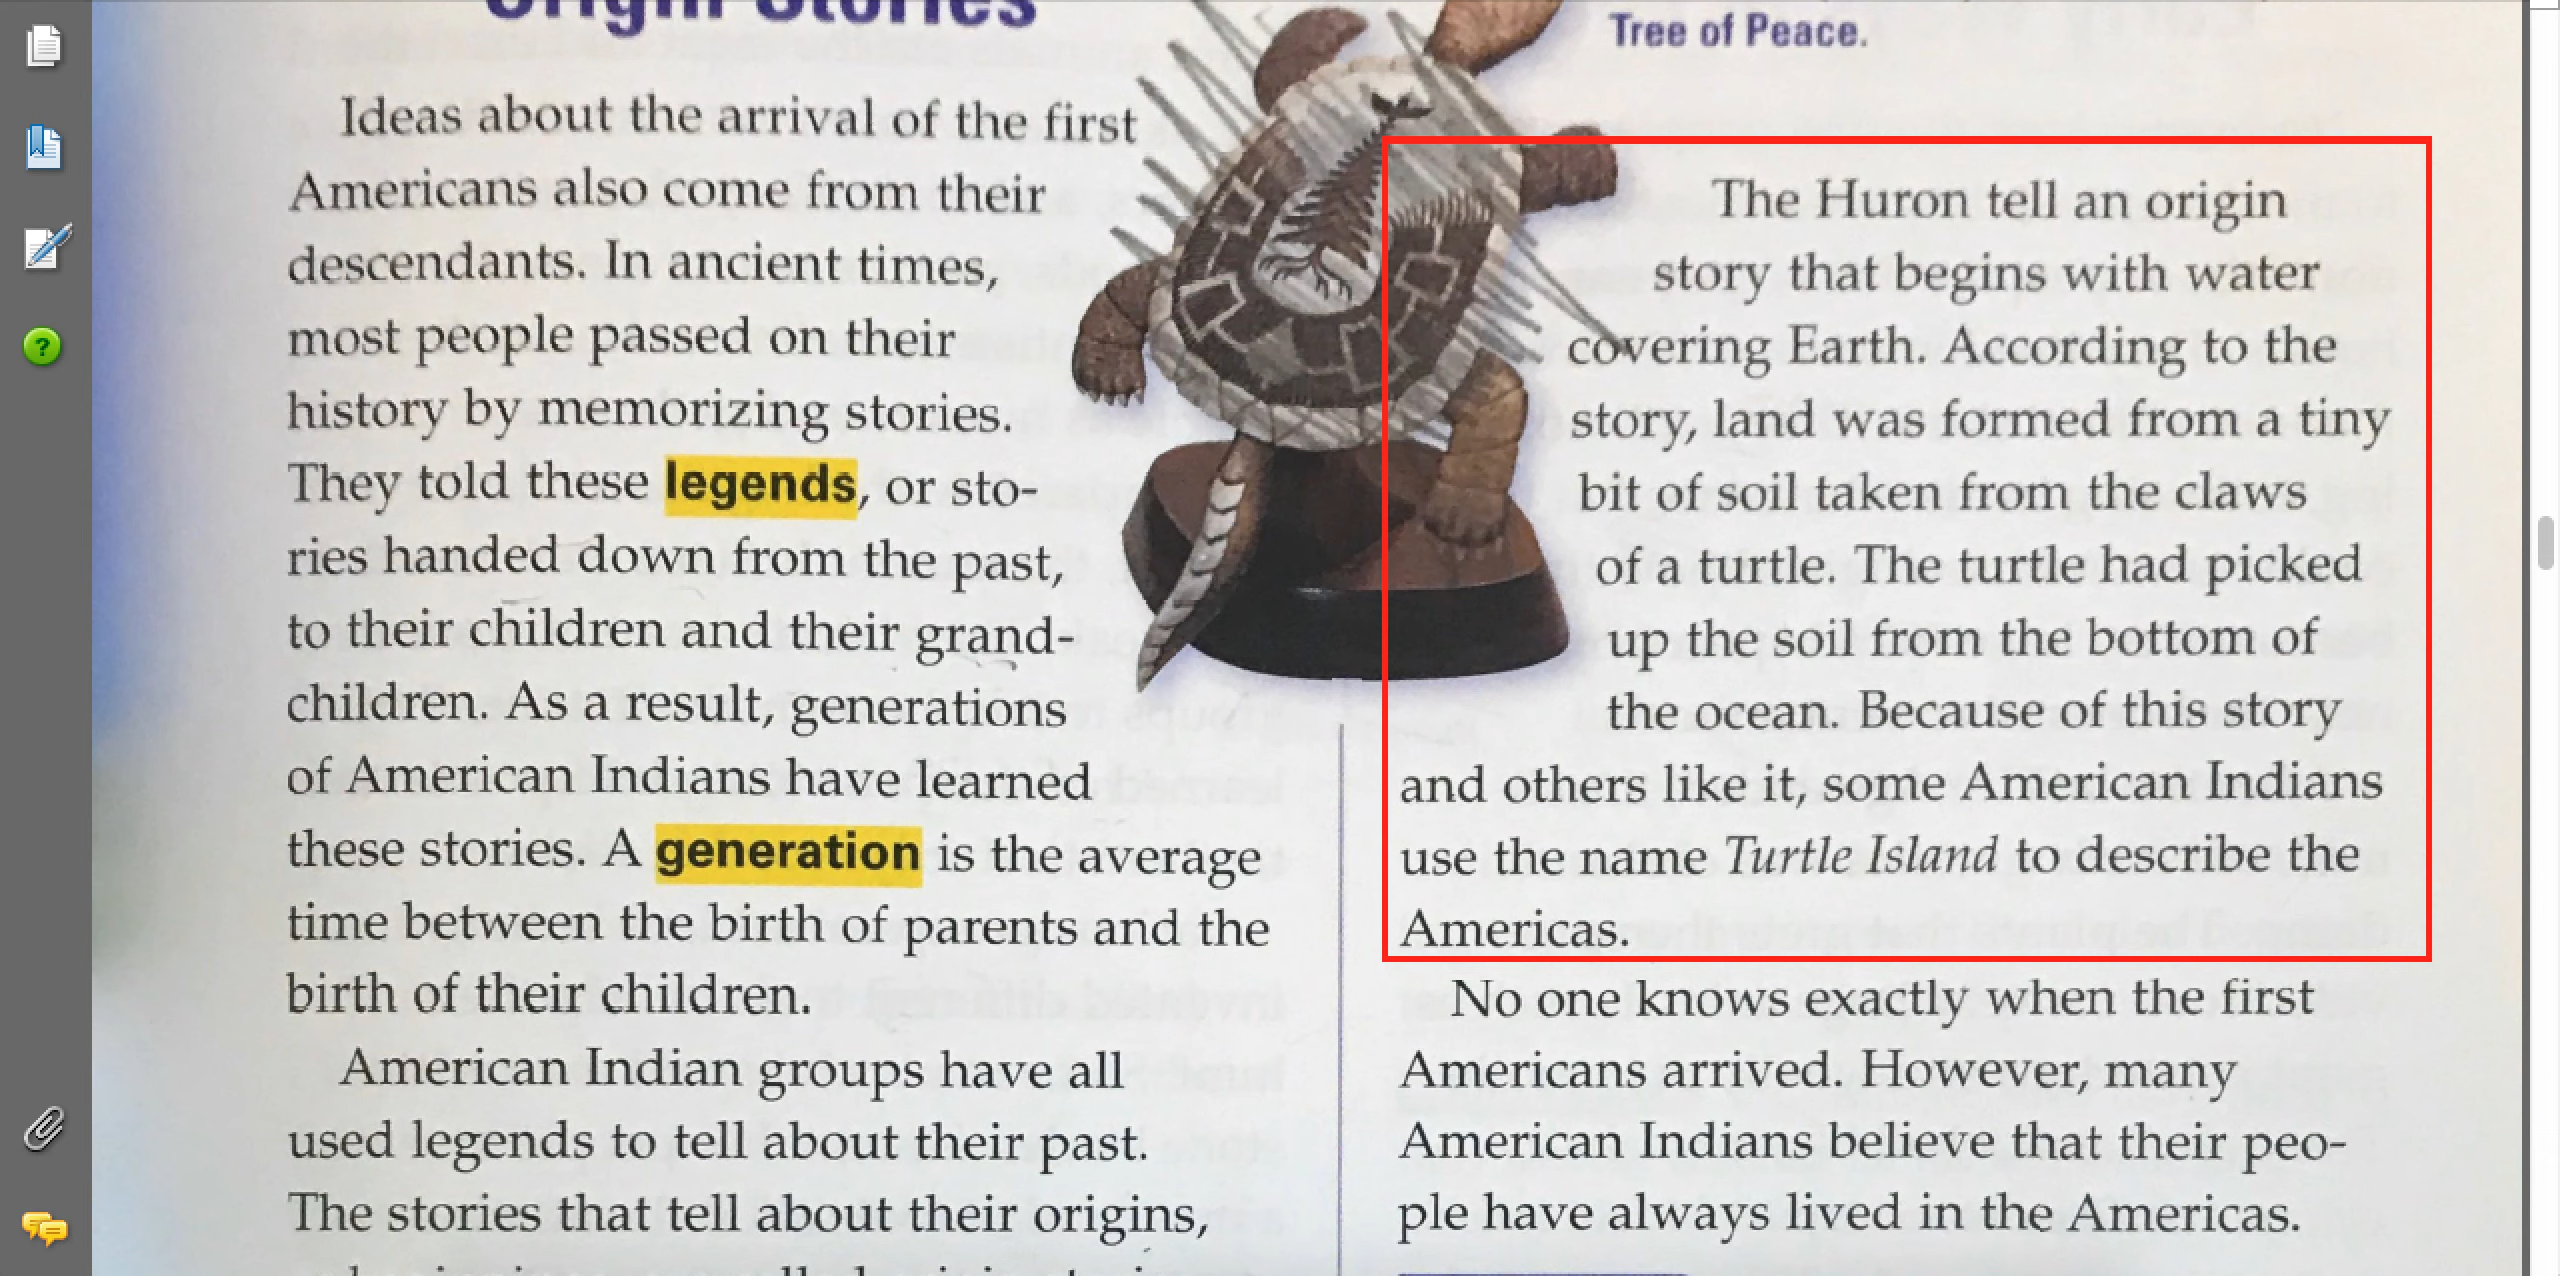 Origin Stories
Ideas about the arrival of the first
Americans also come from their
descendants. In ancient times,
most people passed on their
history by memorizing stories.
They told these legends, or sto-
ries handed down from the past,
to their children and their grand-
children. As a result, generations
of American Indians have learned
these stories. A generation is the average
time between the birth of parents and the
birth of their children.
American Indian groups have all
used legends to tell about their past.
The stories that tell about their origins,
Tree of Peace.
The Huron tell an origin
story that begins with water
covering Earth. According to the
story, land was formed from a tiny
bit of soil taken from the claws
of a turtle. The turtle had picked
up the soil from the bottom of
the ocean. Because of this story
and others like it, some American Indians
use the name Turtle Island to describe the
Americas.
No one knows exactly when the first
Americans arrived. However, many
American Indians believe that their peo-
ple have always lived in the Americas.